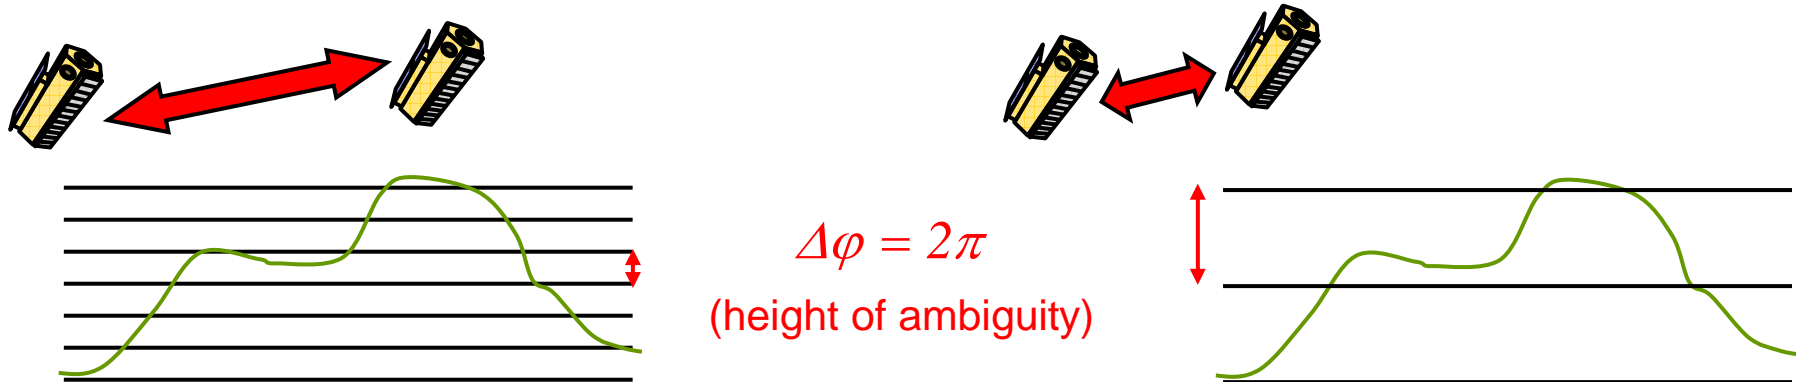 Δφ = 2π
(height of ambiguity)